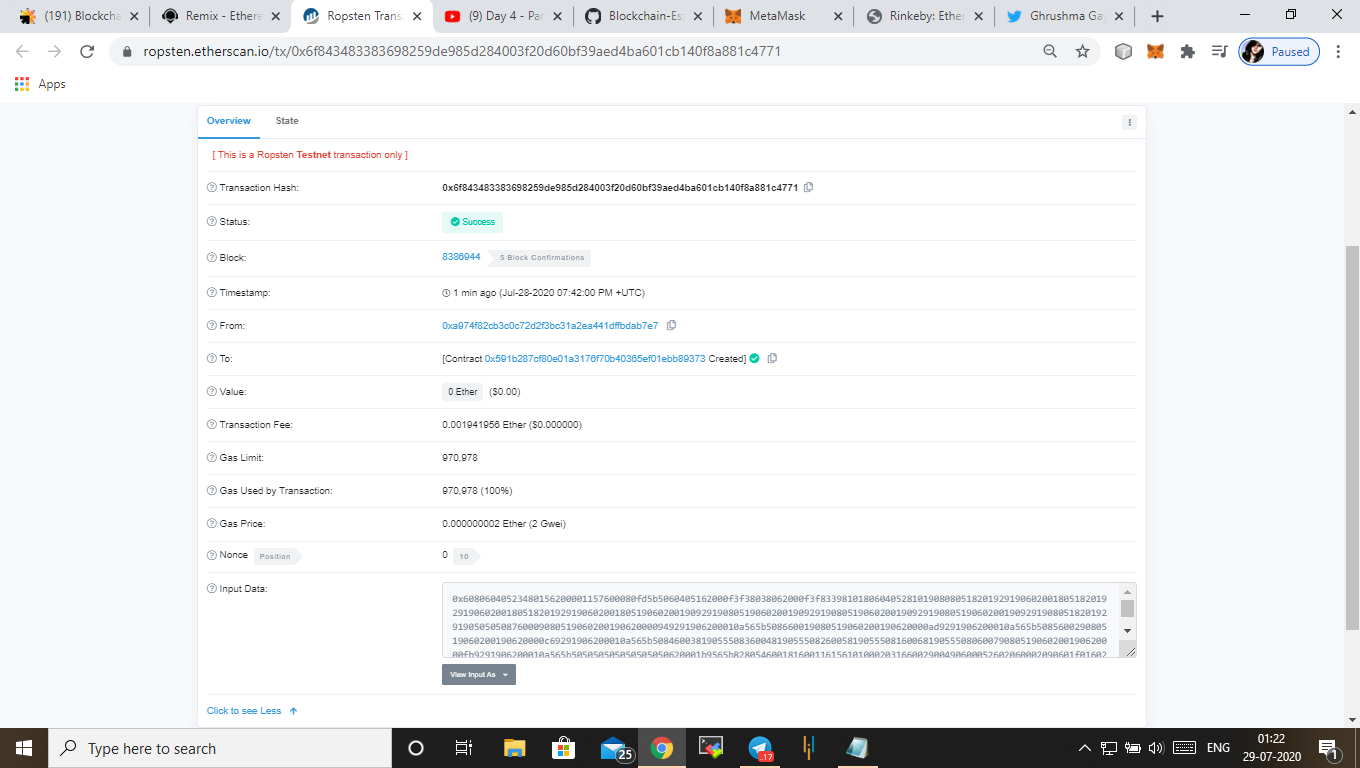 (191) Blockcha
Remix - Ethere
Ropsten Transa
(9) Day 4 - Par
Blockchain-Ess
MetaMask
Rinkeby: Ether
Ghrushma Gay
ropsten.etherscan.io/tx/0x6f843483383698259de985d284003f20d60bf39aed4ba601cb140f8a881c4771
Paused
Apps
Overview State
[ This is a Ropsten Testnet transaction only ]
Transaction Hash: 0x6f843483383698259de985d284003f20d60bf39aed4ba601cb140f8a881c4771
Status: Success
Block: 8386944 5 Block Confirmations
Timestamp: 1 min ago (Jul-28-2020 07:42:00 PM +UTC)
From: 0xa974f82cb3c0c72d2f3bc31a2ea441dffbdab7e7
To: [Contract 0x591b287cf80e01a3176f70b40365ef01ebb89373 Created]
Value: 0 Ether ($0.00)
Transaction Fee: 0.001941956 Ether ($0.000000)
Gas Limit: 970,978
Gas Used by Transaction: 970,978 (100%)
Gas Price: 0.000000002 Ether (2 Gwei)
Nonce Position 0 10
Input Data:
View Input As
Click to see Less
Type here to search
25
17
ENG
01:22
29-07-2020
1